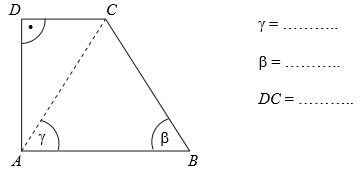 D C
γ = ………..
β = ………..
DC = ………..
γ β
A B